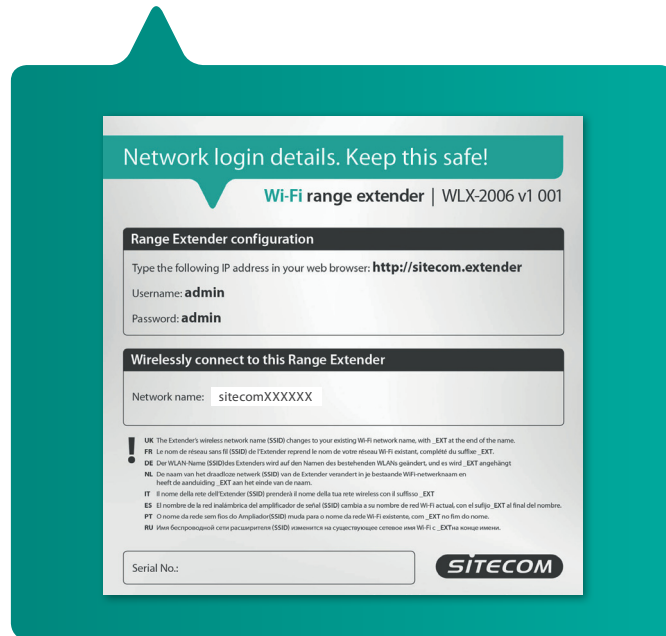 Network login details. Keep this safe!
Wi-Fi range extender | WLX-2006 v1 001
Range Extender configuration
Type the following IP address in your web browser: http://sitecom.extender
Username: admin
Password: admin
Wirelessly connect to this Range Extender
Network name: sitecomXXXXXX
! UK The Extender's wireless network name (SSID) changes to your existing Wi-Fi network name, with _EXT at the end of the name.
FR Le nom de réseau sans fil (SSID) de l'Extender reprend le nom de votre réseau Wi-Fi existant, complété du suffixe _EXT.
DE Der WLAN-Name (SSID)des Extenders wird auf den Namen des bestehenden WLANs geändert, und es wird _EXT angehängt
NL De naam van het draadloze netwerk (SSID) van de Extender verandert in je bestaande WiFi-netwerknaam en
heeft de aanduiding _EXT aan het einde van de naam.
IT Il nome della rete dell'Extender (SSID) prenderà il nome della tua rete wireless con il suffisso _EXT
ES El nombre de la red inalámbrica del amplificador de señal (SSID) cambia a su nombre de red Wi-Fi actual, con el sufijo _EXT al final del nombre.
PT O nome da rede sem fios do Ampliador(SSID) muda para o nome da rede Wi-Fi existente, com _EXT no fim do nome.
RU Имя беспроводной сети расширителя (SSID) изменится на существующее сетевое имя Wi-Fi с _EXTна конце имени.
Serial No.:
SITECOM